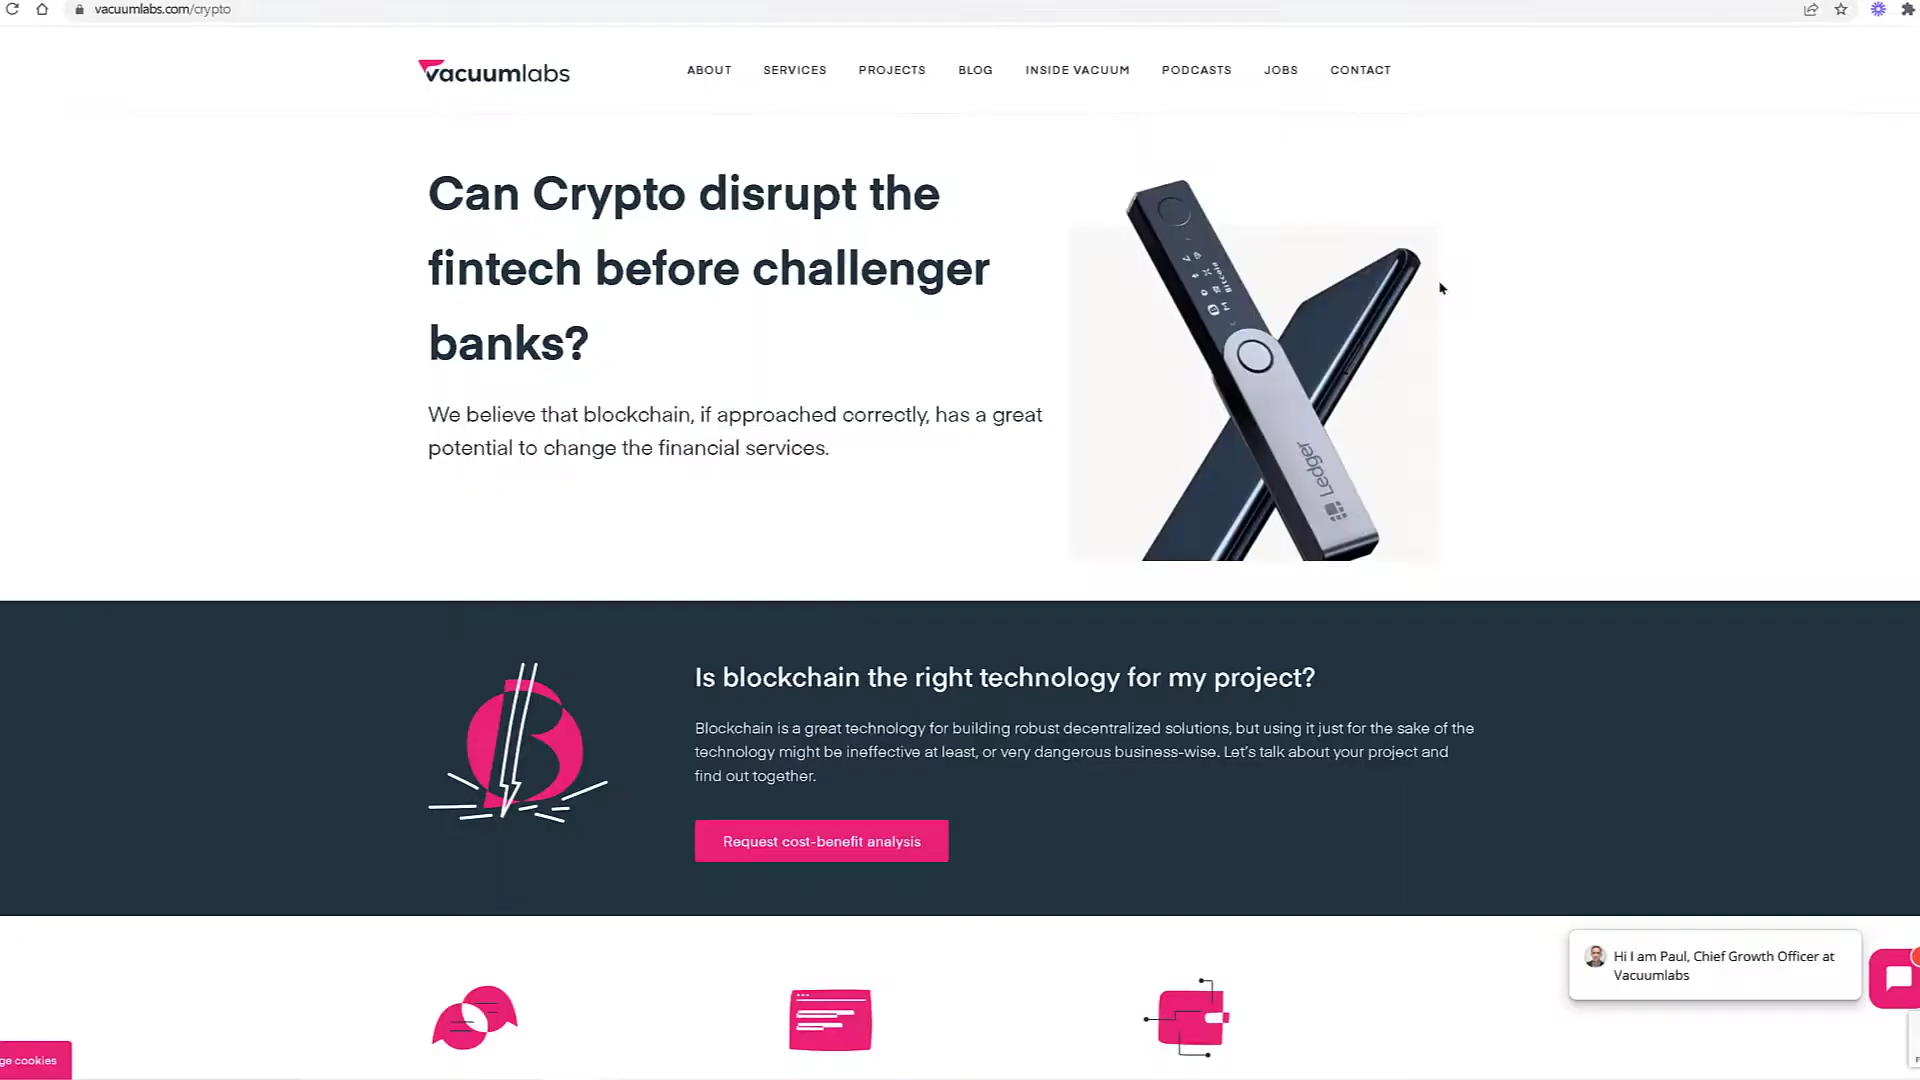 vacuumlabs.com/crypto
vacuumlabs
ABOUT SERVICES PROJECTS BLOG INSIDE VACUUM PODCASTS JOBS CONTACT
Can Crypto disrupt the
fintech before challenger
banks?
We believe that blockchain, if approached correctly, has a great
potential to change the financial services.
Bitcoin
Ledger
Is blockchain the right technology for my project?
Blockchain is a great technology for building robust decentralized solutions, but using it just for the sake of the
technology might be ineffective at least, or very dangerous business-wise. Let's talk about your project and
find out together.
Request cost-benefit analysis
Hi I am Paul, Chief Growth Officer at
Vacuumlabs
ge cookies